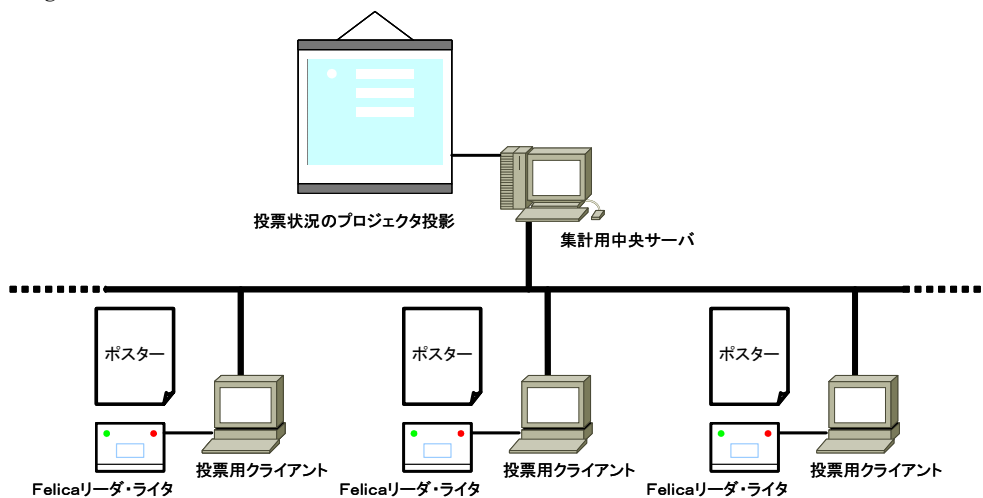 投票状況のプロジェクタ投影
集計用中央サーバ
ポスター
ポスター
ポスター
投票用クライアント
投票用クライアント
投票用クライアント
Felicaリーダ・ライタ
Felicaリーダ・ライタ
Felicaリーダ・ライタ